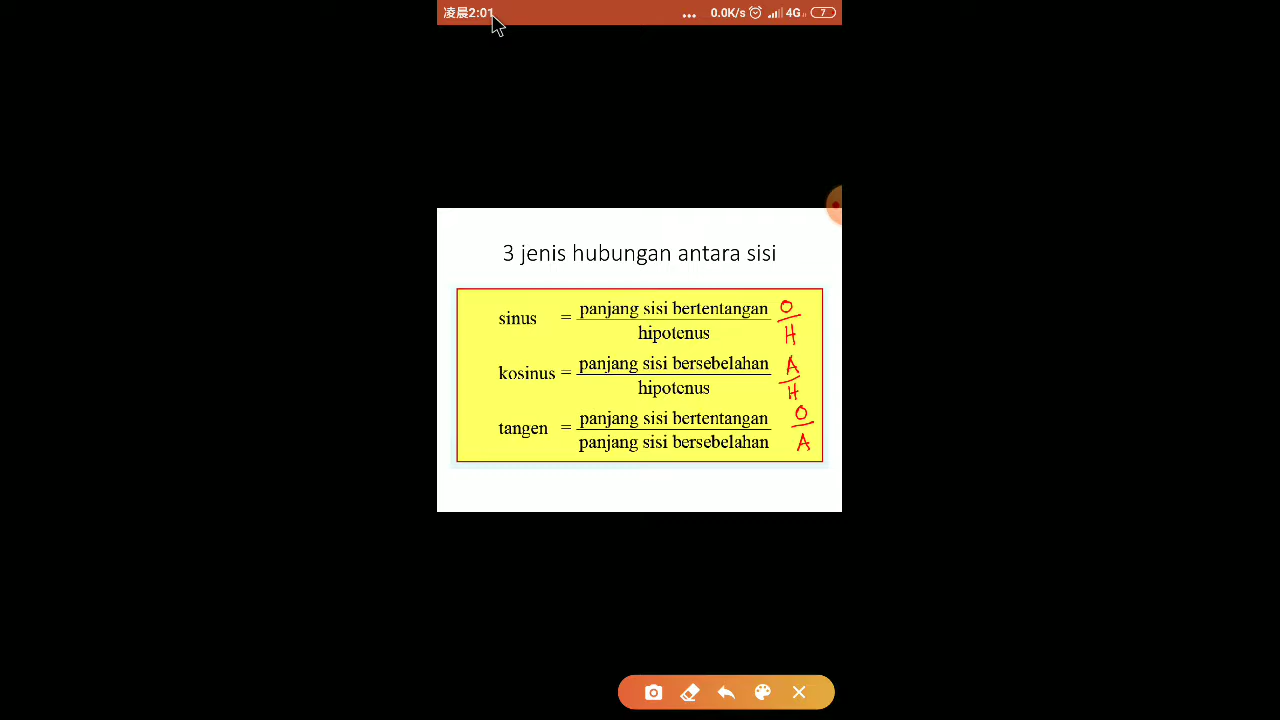 凌晨2:01 ... 0.0K/s 4G 7
3 jenis hubungan antara sisi
sinus = panjang sisi bertentangan O
hipotenus H
kosinus = panjang sisi bersebelahan A
hipotenus H
tangen = panjang sisi bertentangan O
panjang sisi bersebelahan A